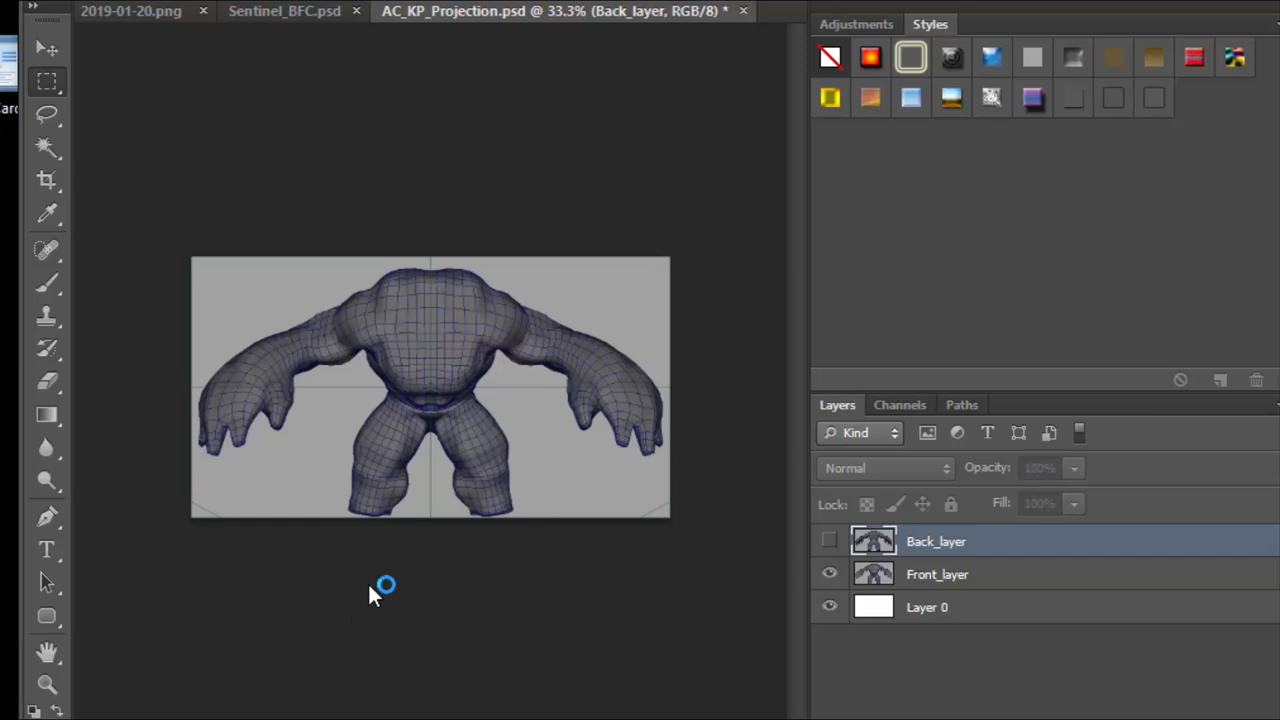 2019-01-20.png
Sentinel_BFC.psd
AC_KP_Projection.psd @ 33.3% (Back_layer, RGB/8) *
Adjustments
Styles
Layers
Channels
Paths
Kind
Normal
Opacity: 100%
Lock:
Fill: 100%
Back_layer
Front_layer
Layer 0